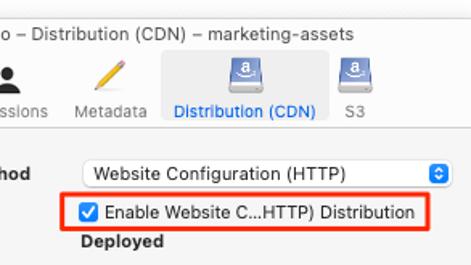 o – Distribution (CDN) – marketing-assets
ssions Metadata Distribution (CDN) S3
hod Website Configuration (HTTP)
Enable Website C...HTTP) Distribution
Deployed